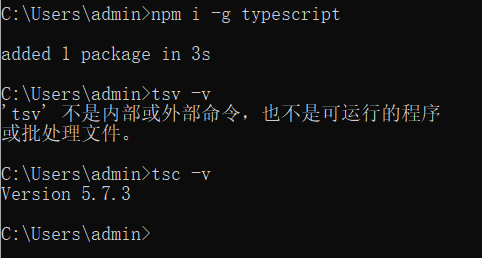 C:\Users\admin>npm i -g typescript
added 1 package in 3s
C:\Users\admin>tsv -v
'tsv' 不是内部或外部命令，也不是可运行的程序
或批处理文件。
C:\Users\admin>tsc -v
Version 5.7.3
C:\Users\admin>